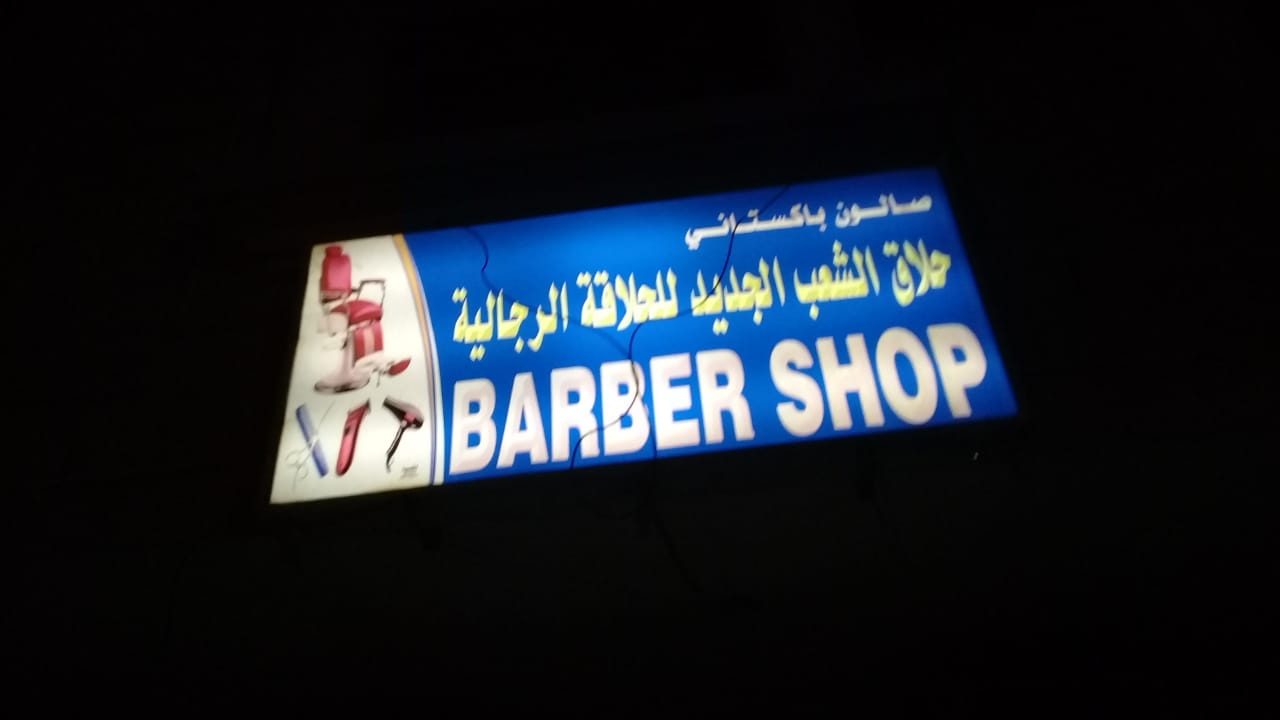 صالون باكستاني
حلاق الشعب الجديد للحلاقة الرجالية
BARBER SHOP